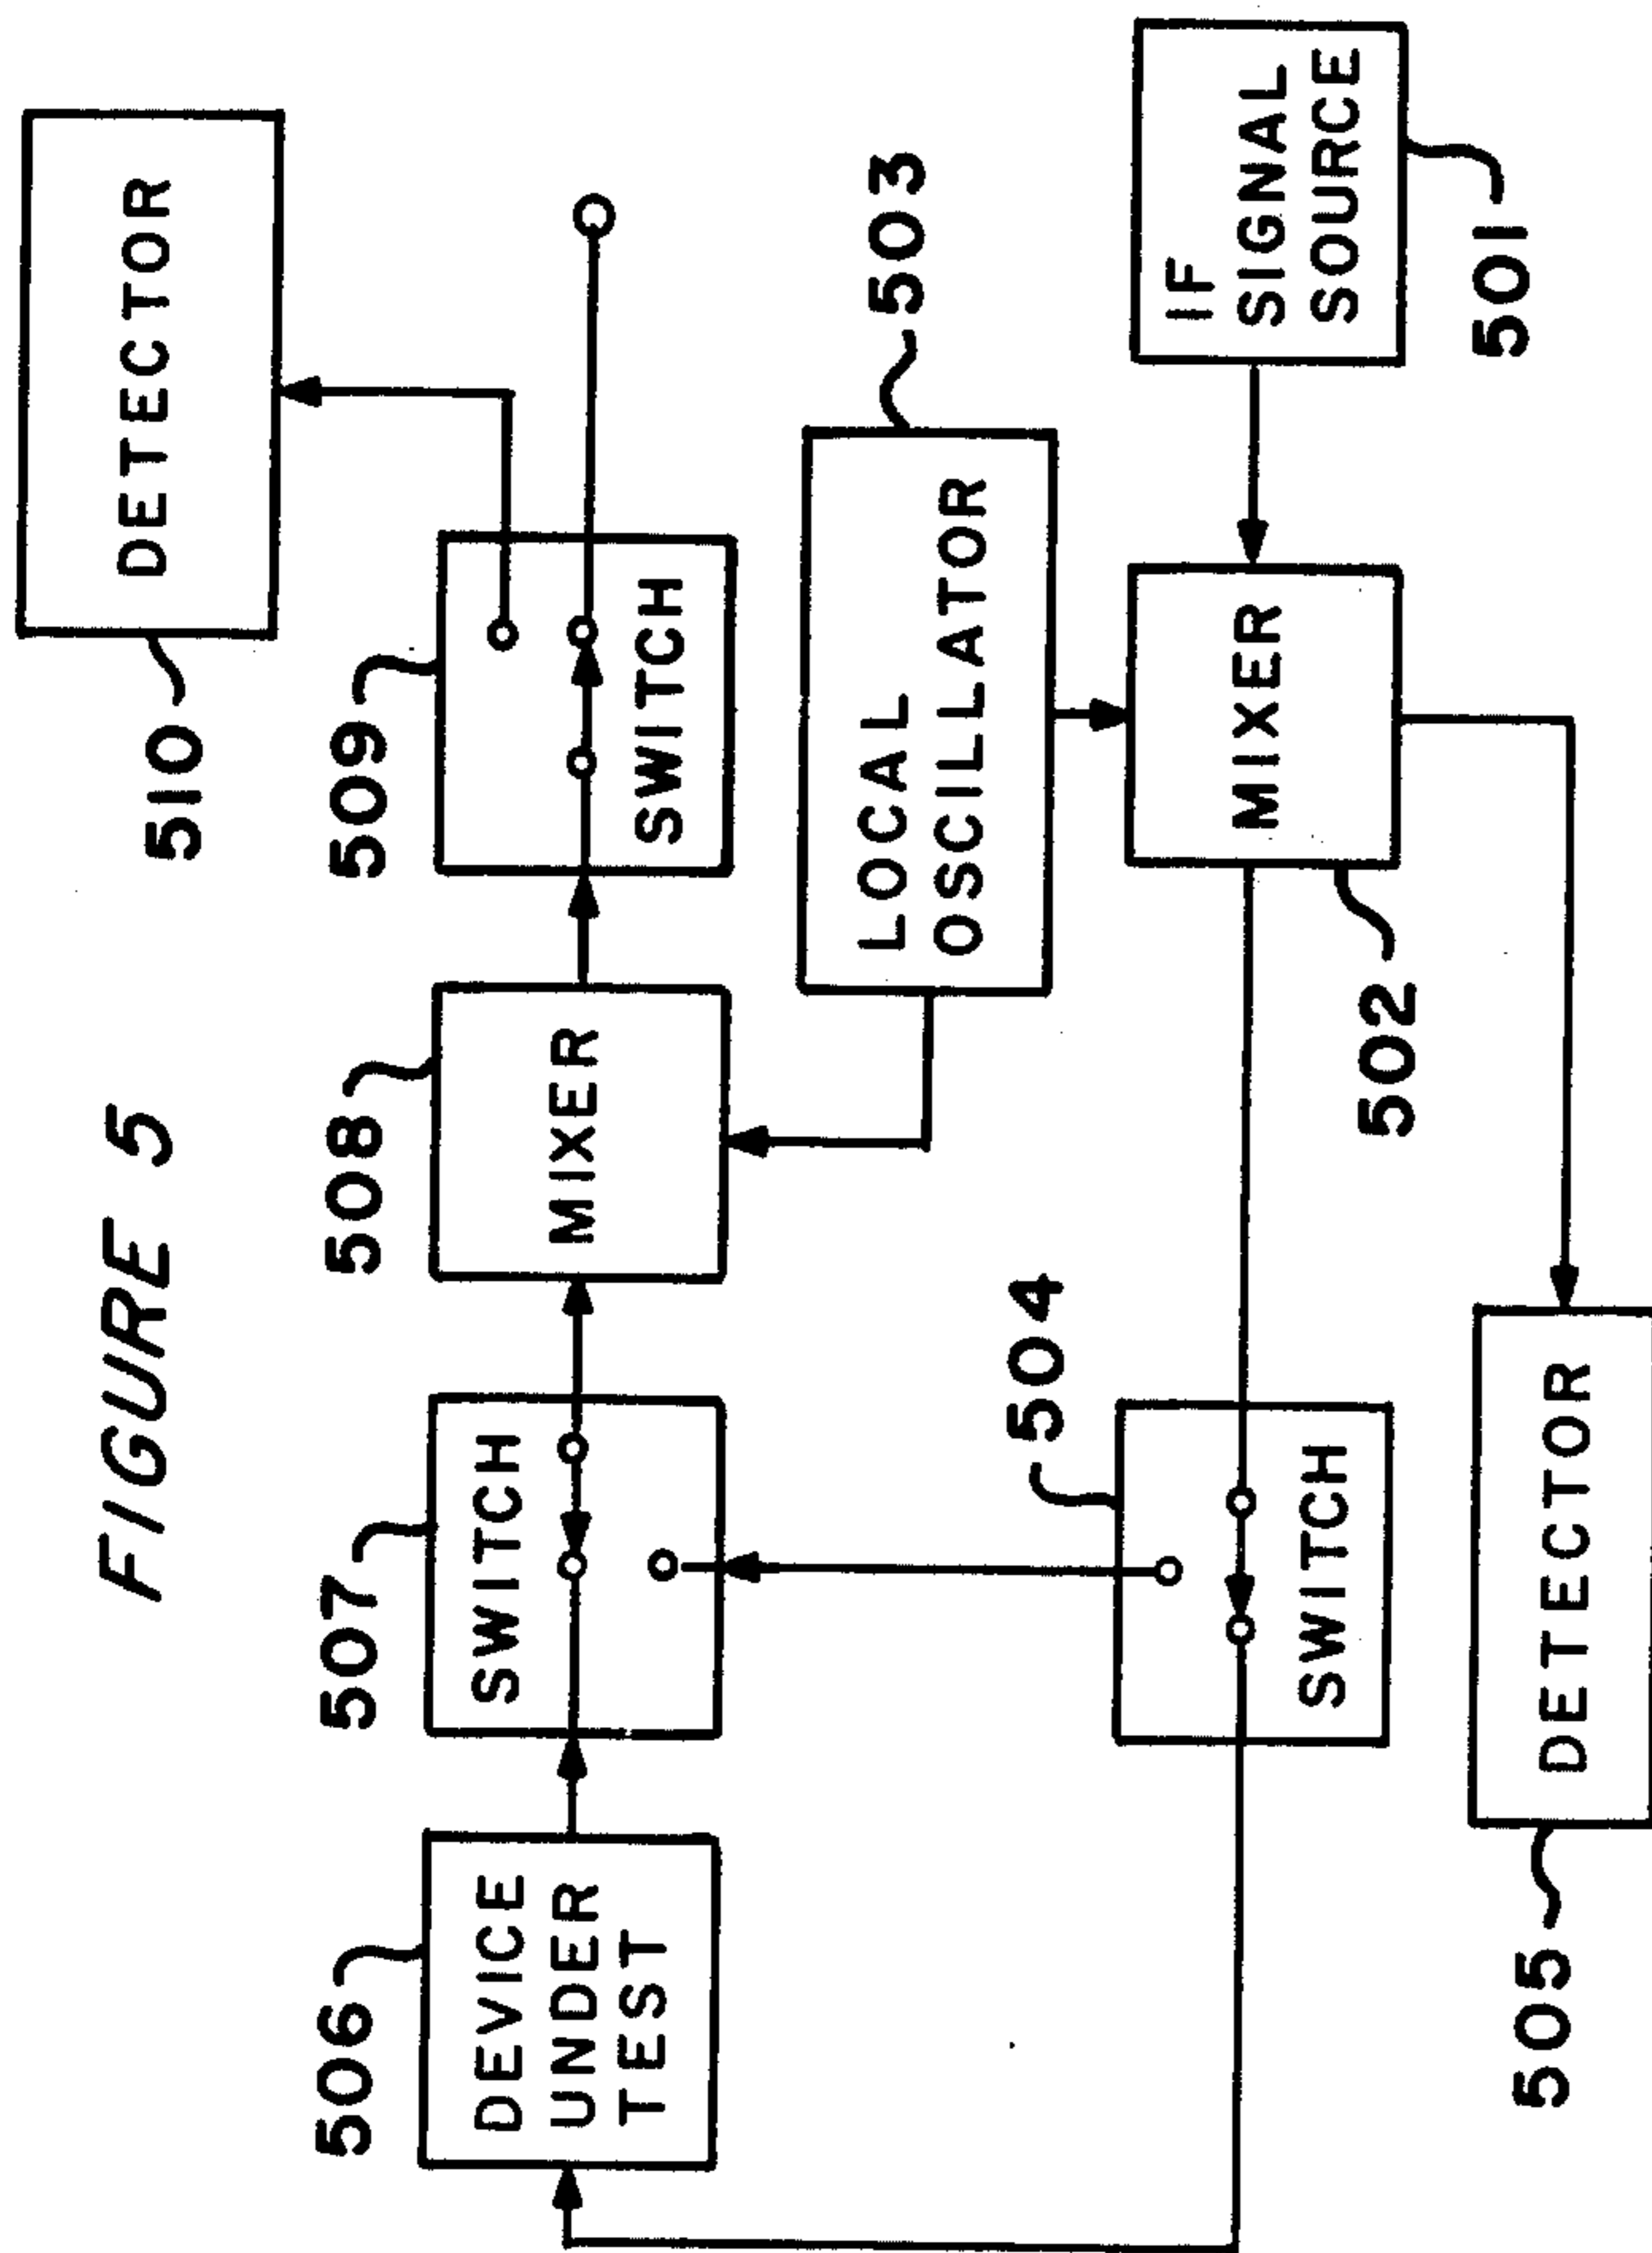 FIGURE 5
506
DEVICE
UNDER
TEST
507
SWITCH
508
MIXER
509
SWITCH
510
DETECTOR
504
SWITCH
LOCAL
OSCILLATOR
503
505
DETECTOR
502
MIXER
IF
SIGNAL
SOURCE
501